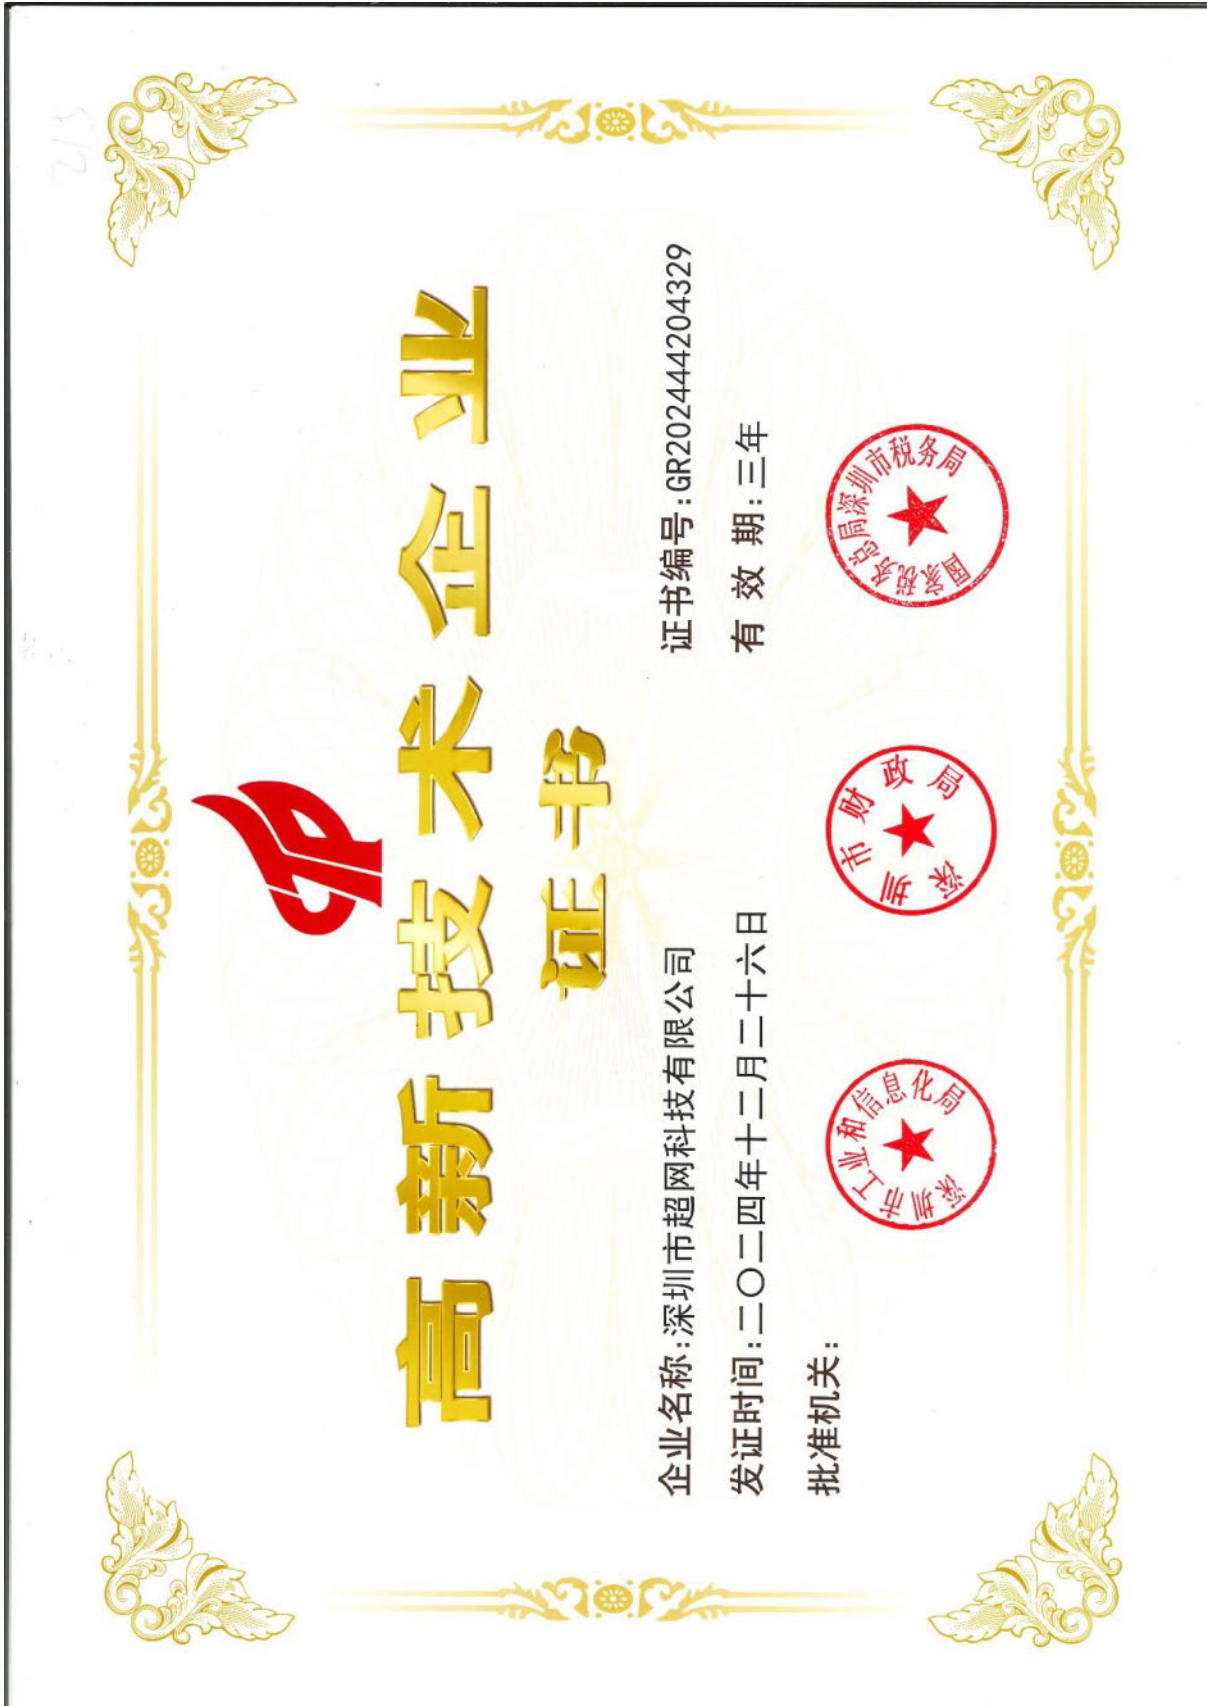 高新技术企业
证书
企业名称:深圳市超网科技有限公司
证书编号:GR202444204329
发证时间:二〇二四年十二月二十六日
有效期:三年
批准机关:
深圳市工业和信息化局
深圳市财政局
国家税务总局深圳市税务局